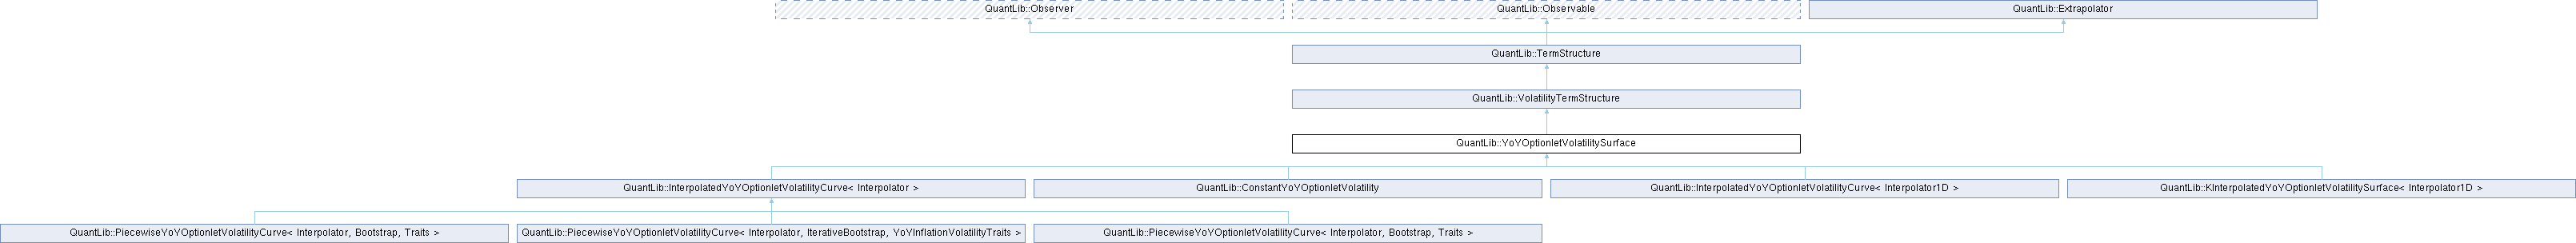 QuantLib::Observer
QuantLib::Observable
QuantLib::Extrapolator
QuantLib::TermStructure
QuantLib::VolatilityTermStructure
QuantLib::YoYOptionletVolatilitySurface
QuantLib::InterpolatedYoYOptionletVolatilityCurve< Interpolator >
QuantLib::ConstantYoYOptionletVolatility
QuantLib::InterpolatedYoYOptionletVolatilityCurve< Interpolator1D >
QuantLib::KInterpolatedYoYOptionletVolatilitySurface< Interpolator1D >
QuantLib::PiecewiseYoYOptionletVolatilityCurve< Interpolator, Bootstrap, Traits >
QuantLib::PiecewiseYoYOptionletVolatilityCurve< Interpolator, IterativeBootstrap, YoYInflationVolatilityTraits >
QuantLib::PiecewiseYoYOptionletVolatilityCurve< Interpolator, Bootstrap, Traits >